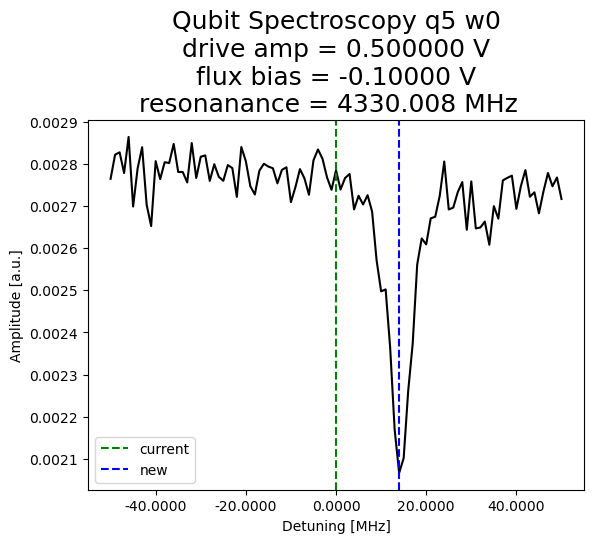 Qubit Spectroscopy q5 w0
drive amp = 0.500000 V
flux bias = -0.10000 V
resonanance = 4330.008 MHz
0.0029
0.0028
0.0027
0.0026
0.0025
0.0024
0.0023
0.0022
0.0021
Amplitude [a.u.]
current
new
-40.0000 -20.0000 0.0000 20.0000 40.0000
Detuning [MHz]